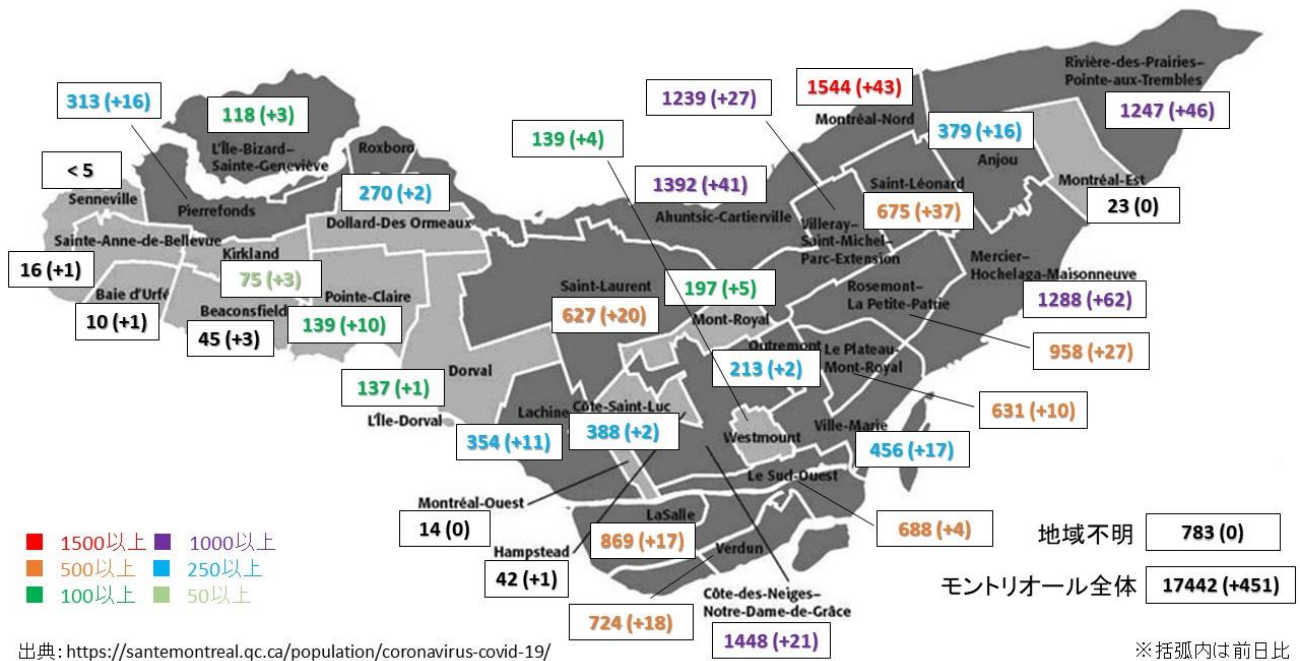 Rivière-des-Prairies–
Pointe-aux-Trembles
1247 (+46)
1544 (+43)
Montréal-Nord
1239 (+27)
313 (+16)
118 (+3)
L'Île-Bizard–
Sainte-Geneviève
139 (+4)
379 (+16)
Anjou
Roxboro
< 5
Senneville
270 (+2)
1392 (+41)
Saint-Léonard
675 (+37)
Montréal-Est
23 (0)
Pierrefonds
Dollard-Des Ormeaux
Ahuntsic-Cartierville
Villeray–
Saint-Michel–
Parc-Extension
Sainte-Anne-de-Bellevue
16 (+1)
Kirkland
75 (+3)
Mercier–
Hochelaga-Maisonneuve
1288 (+62)
Baie d'Urfé
10 (+1)
Beaconsfield
45 (+3)
Pointe-Claire
139 (+10)
Saint-Laurent
627 (+20)
197 (+5)
Mont-Royal
Rosemont–
La Petite-Patrie
958 (+27)
Outremont
213 (+2)
Le Plateau-
Mont-Royal
631 (+10)
137 (+1)
Dorval
L'Île-Dorval
Lachine
354 (+11)
Côte-Saint-Luc
388 (+2)
Westmount
Ville-Marie
456 (+17)
Le Sud-Ouest
688 (+4)
Montréal-Ouest
14 (0)
Hampstead
42 (+1)
LaSalle
869 (+17)
Verdun
724 (+18)
Côte-des-Neiges–
Notre-Dame-de-Grâce
1448 (+21)
地域不明 783 (0)
モントリオール全体 17442 (+451)
1500以上 1000以上
500以上 250以上
100以上 50以上
出典: https://santemontreal.qc.ca/population/coronavirus-covid-19/
※括弧内は前日比